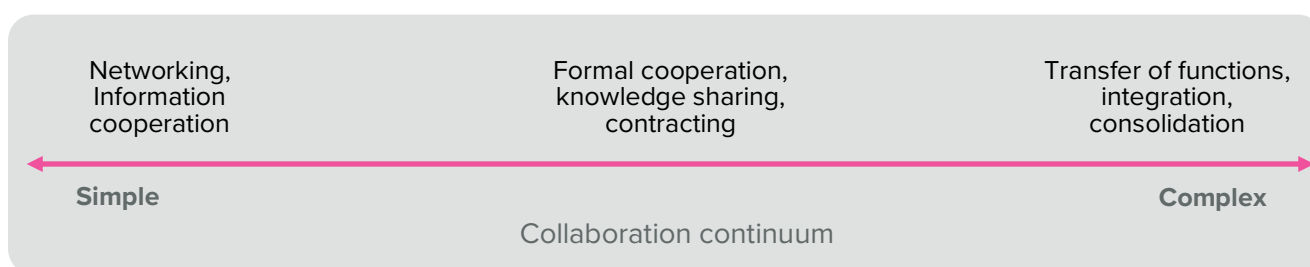 Networking,
Information
cooperation
Formal cooperation,
knowledge sharing,
contracting
Transfer of functions,
integration,
consolidation
Simple
Complex
Collaboration continuum